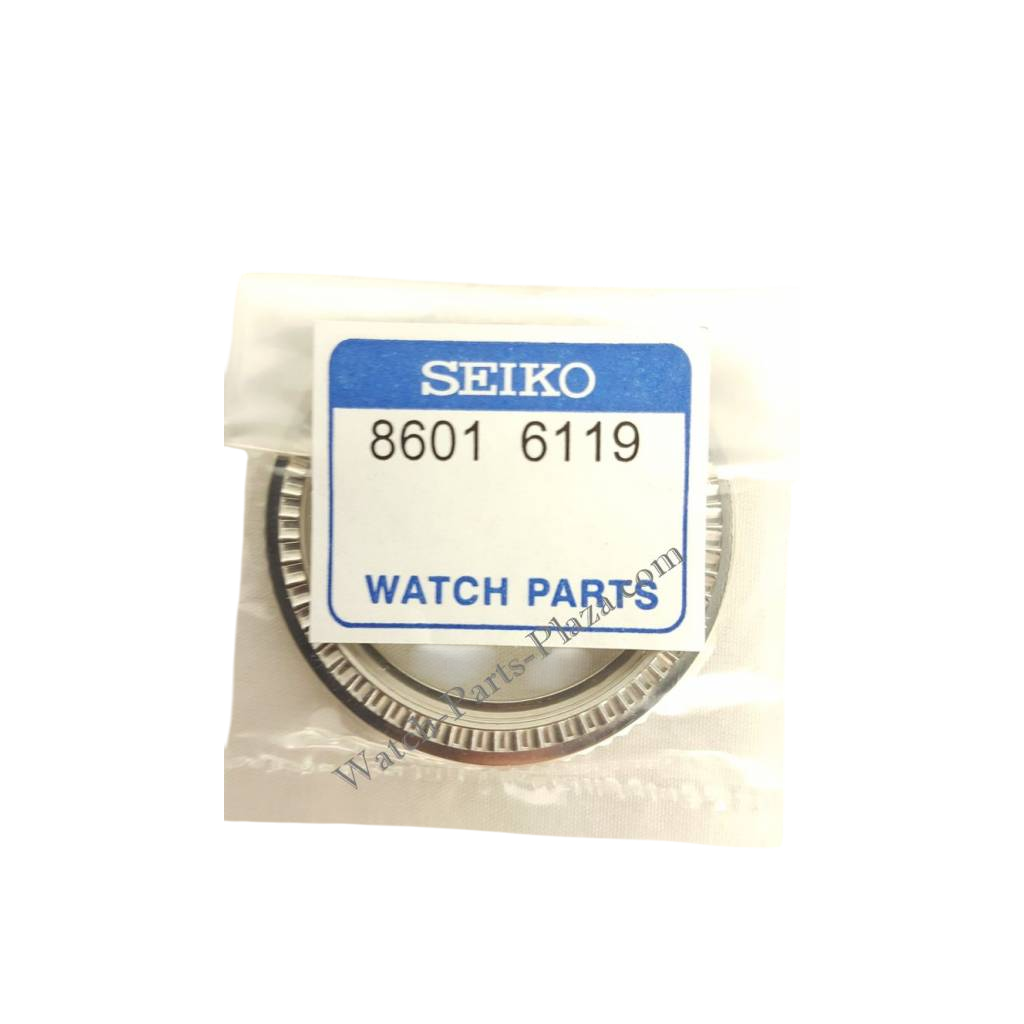 SEIKO
8601 6119
WATCH PARTS
Watch-Parts-Plaza.com